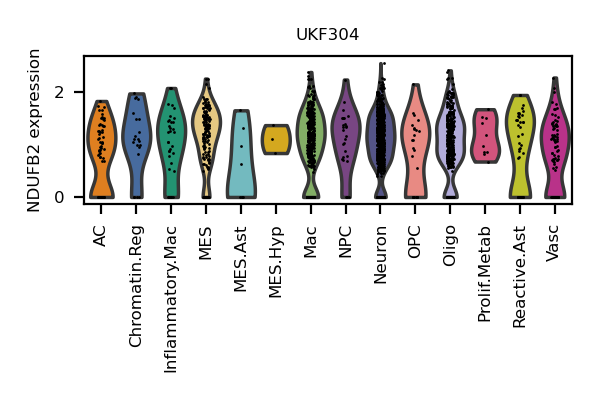 UKF304
NDUFB2 expression
2
0
AC
Chromatin.Reg
Inflammatory.Mac
MES
MES.Ast
MES.Hyp
Mac
NPC
Neuron
OPC
Oligo
Prolif.Metab
Reactive.Ast
Vasc